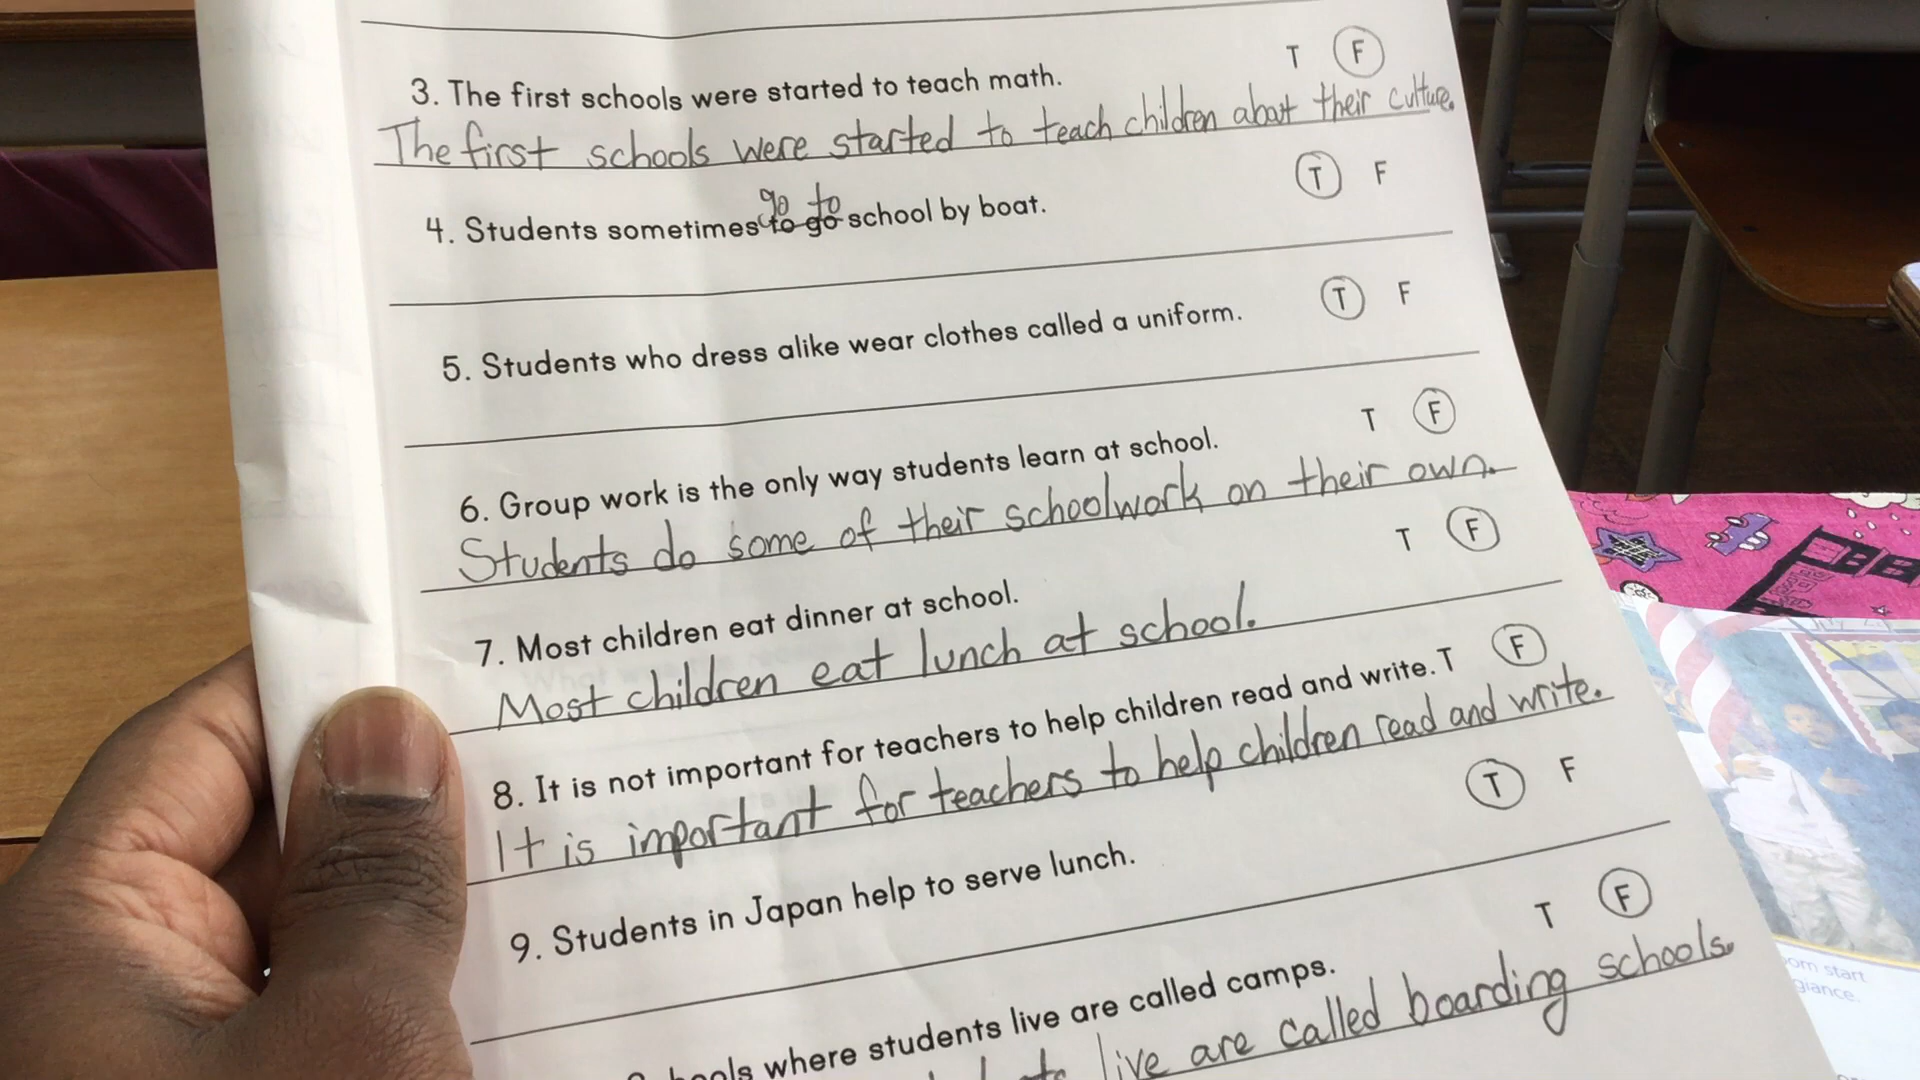 T F
3. The first schools were started to teach math.
The first schools were started to teach children about their culture.
T F
go to
4. Students sometimes to go school by boat.
T F
5. Students who dress alike wear clothes called a uniform.
T F
6. Group work is the only way students learn at school.
Students do some of their schoolwork on their own.
T F
7. Most children eat dinner at school.
Most children eat lunch at school.
8. It is not important for teachers to help children read and write. T F
It is important for teachers to help children read and write.
T F
9. Students in Japan help to serve lunch.
T F
where students live are called camps.
live are called boarding schools.
start